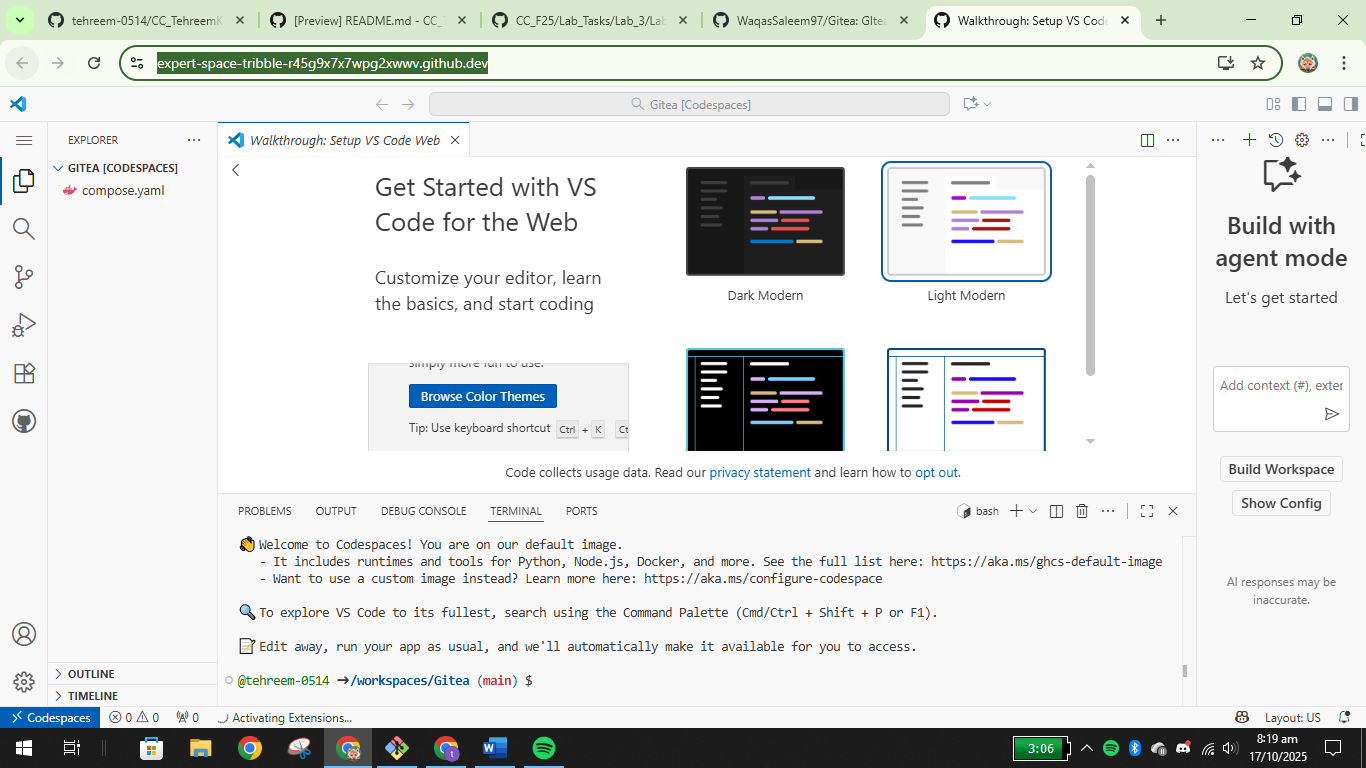 tehreem-0514/CC_TehreemK
[Preview] README.md - CC_
CC_F25/Lab_Tasks/Lab_3/Lab
WaqasSaleem97/Gitea: GItea
Walkthrough: Setup VS Code
expert-space-tribble-r45g9x7x7wpg2xwwv.github.dev
Gitea [Codespaces]
EXPLORER
GITEA [CODESPACES]
compose.yaml
OUTLINE
TIMELINE
Walkthrough: Setup VS Code Web
Get Started with VS
Code for the Web
Customize your editor, learn
the basics, and start coding
simply more fun to use.
Browse Color Themes
Tip: Use keyboard shortcut Ctrl + K Ct
Dark Modern
Light Modern
Code collects usage data. Read our privacy statement and learn how to opt out.
Build with
agent mode
Let's get started
Add context (#), exter
Build Workspace
Show Config
AI responses may be
inaccurate.
PROBLEMS OUTPUT DEBUG CONSOLE TERMINAL PORTS
bash
Welcome to Codespaces! You are on our default image.
- It includes runtimes and tools for Python, Node.js, Docker, and more. See the full list here: https://aka.ms/ghcs-default-image
- Want to use a custom image instead? Learn more here: https://aka.ms/configure-codespace
To explore VS Code to its fullest, search using the Command Palette (Cmd/Ctrl + Shift + P or F1).
Edit away, run your app as usual, and we'll automatically make it available for you to access.
@tehreem-0514 ➜/workspaces/Gitea (main) $
Codespaces 0 0 0 Activating Extensions...
Layout: US
3:06
8:19 am
17/10/2025